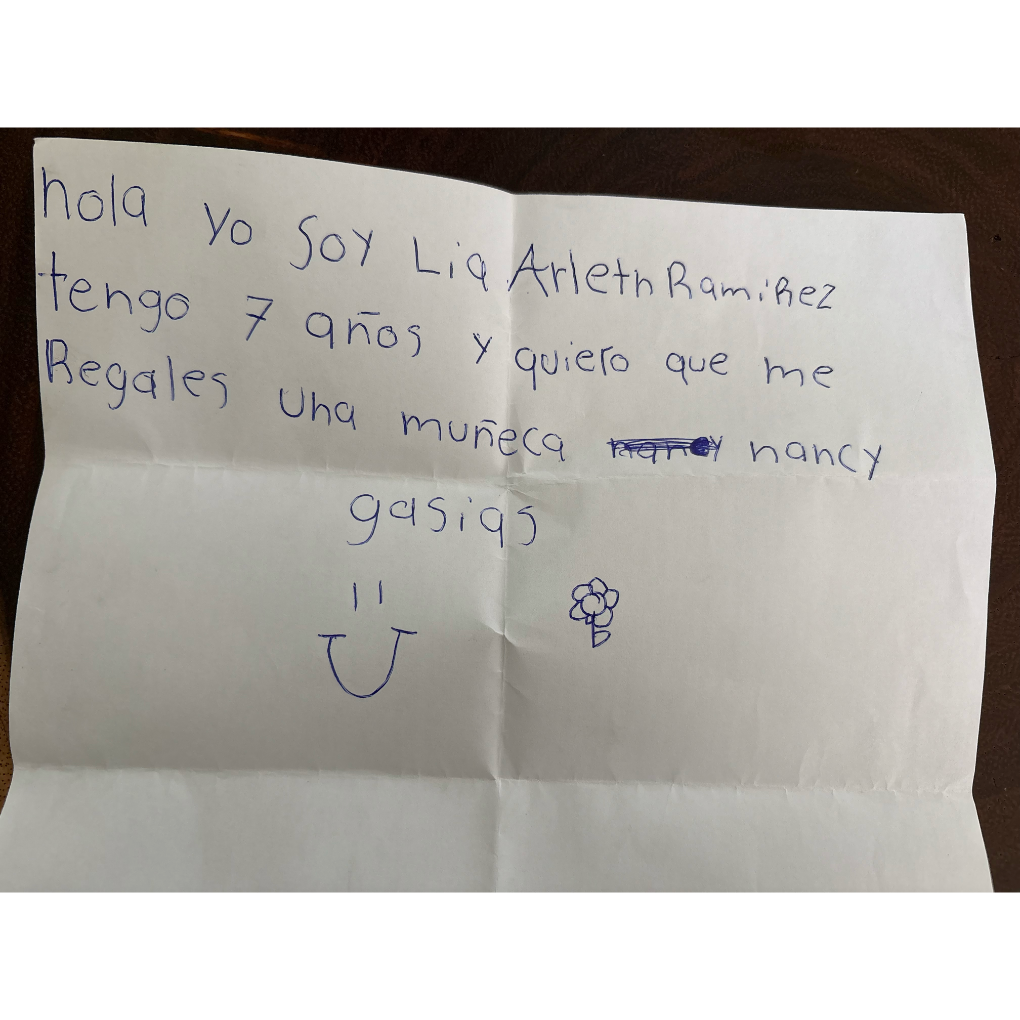 hola yo soy Lia Arleth Ramirez
tengo 7 años y quiero que me
Regales una muñeca nancy
gasias